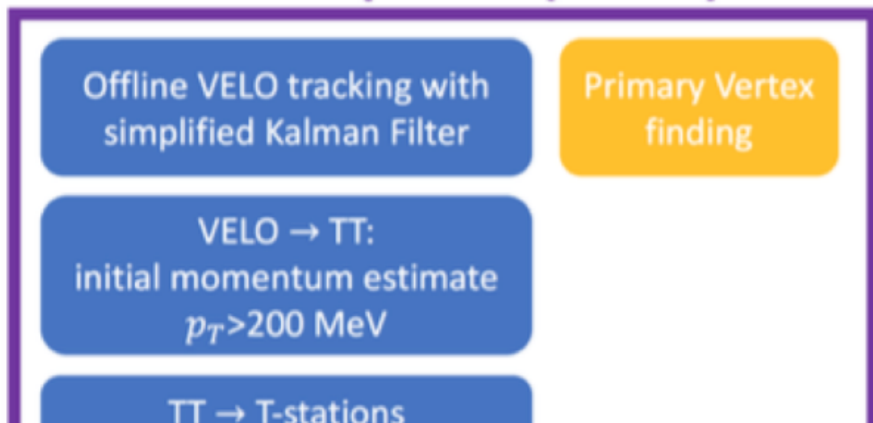 Offline VELO tracking with
simplified Kalman Filter
Primary Vertex
finding
VELO → TT:
initial momentum estimate
p_T>200 MeV
TT → T-stations